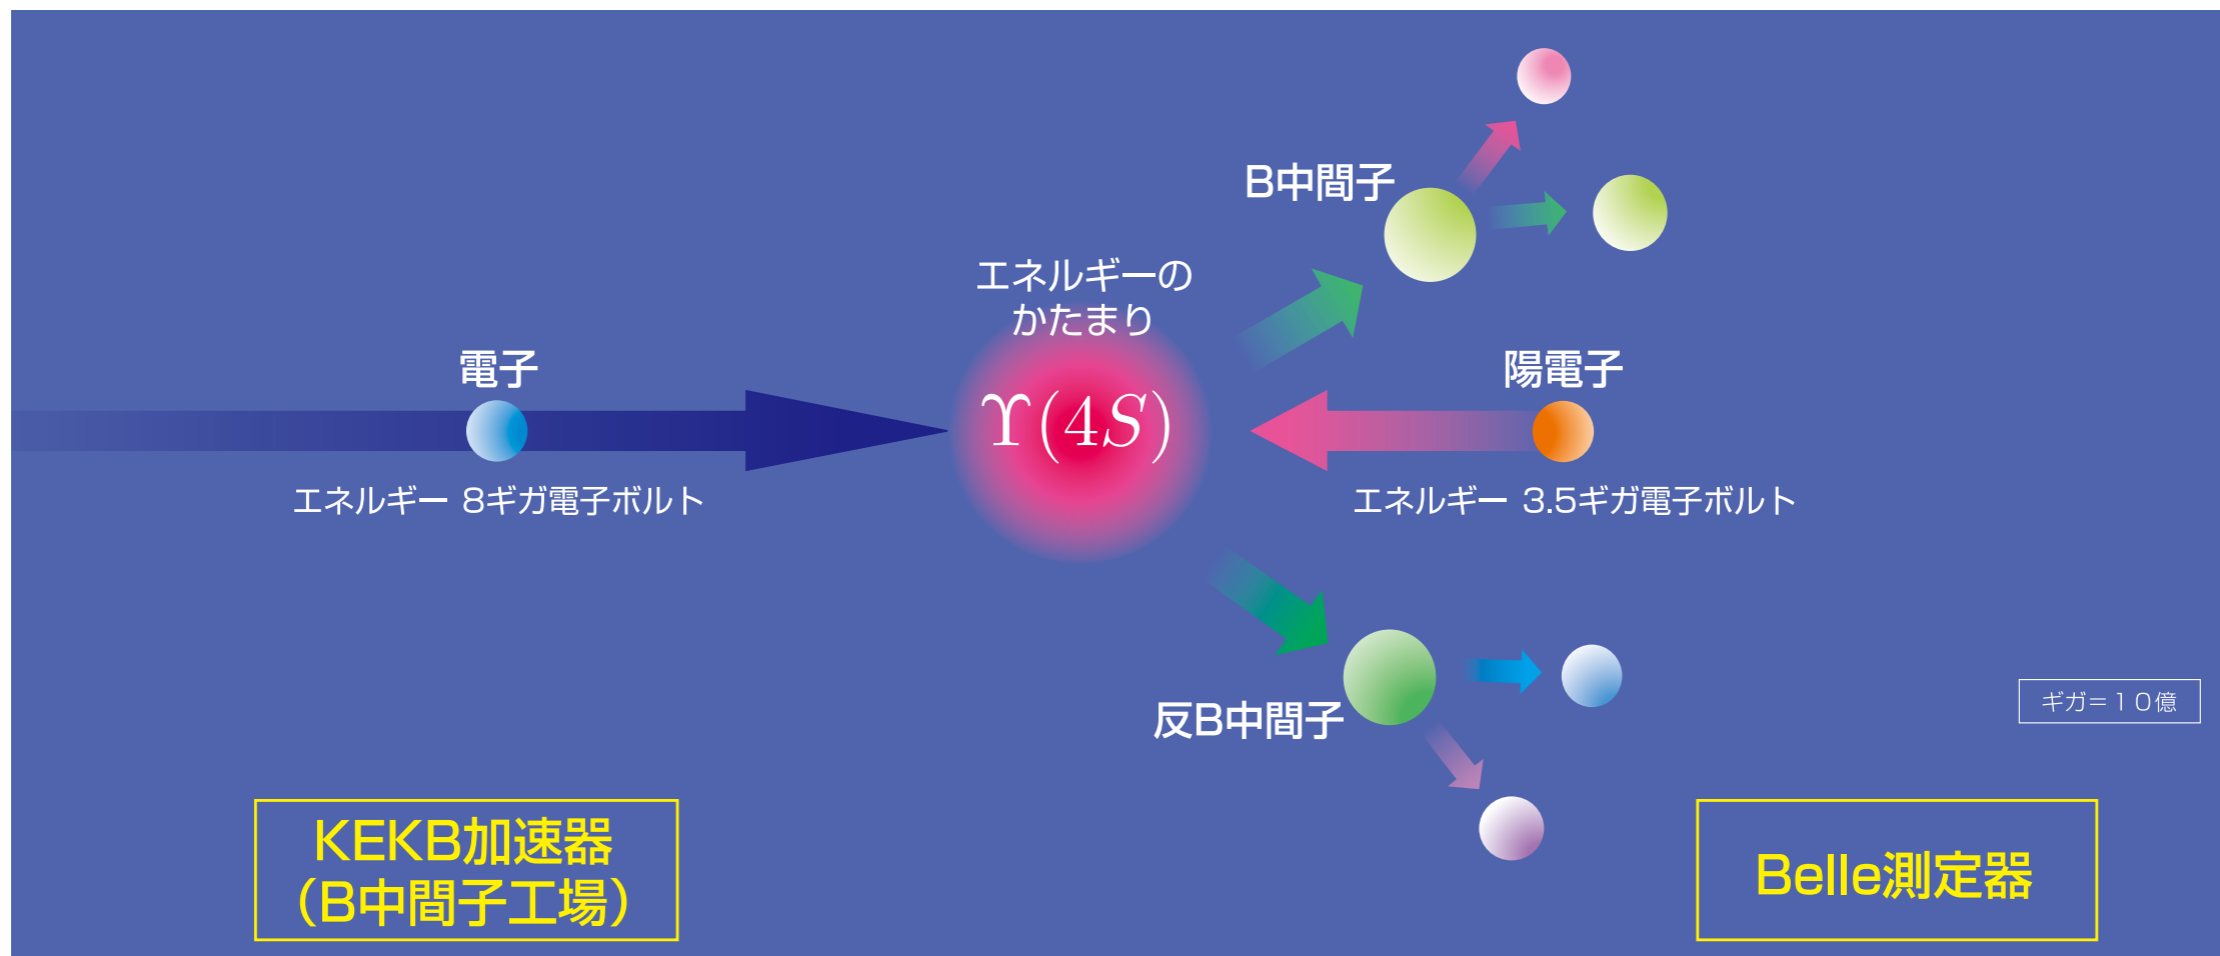 B中間子
エネルギーの
かたまり
電子
陽電子
ϒ(4S)
エネルギー 8ギガ電子ボルト
エネルギー 3.5ギガ電子ボルト
反B中間子
ギガ=10億
KEKB加速器
(B中間子工場)
Belle測定器